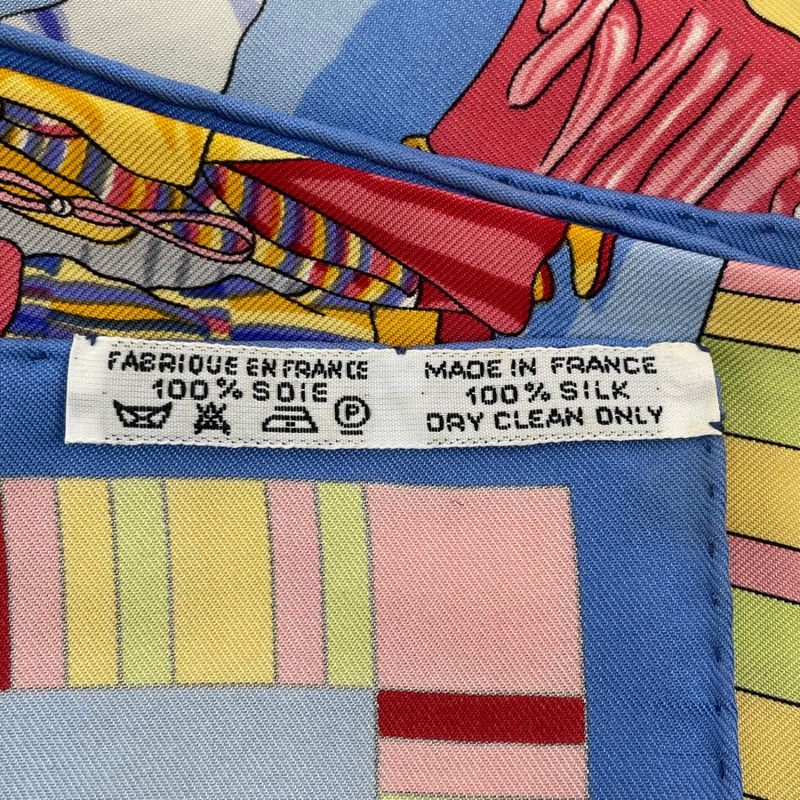 FABRIQUE EN FRANCE
100% SOIE
P
MADE IN FRANCE
100% SILK
DRY CLEAN ONLY